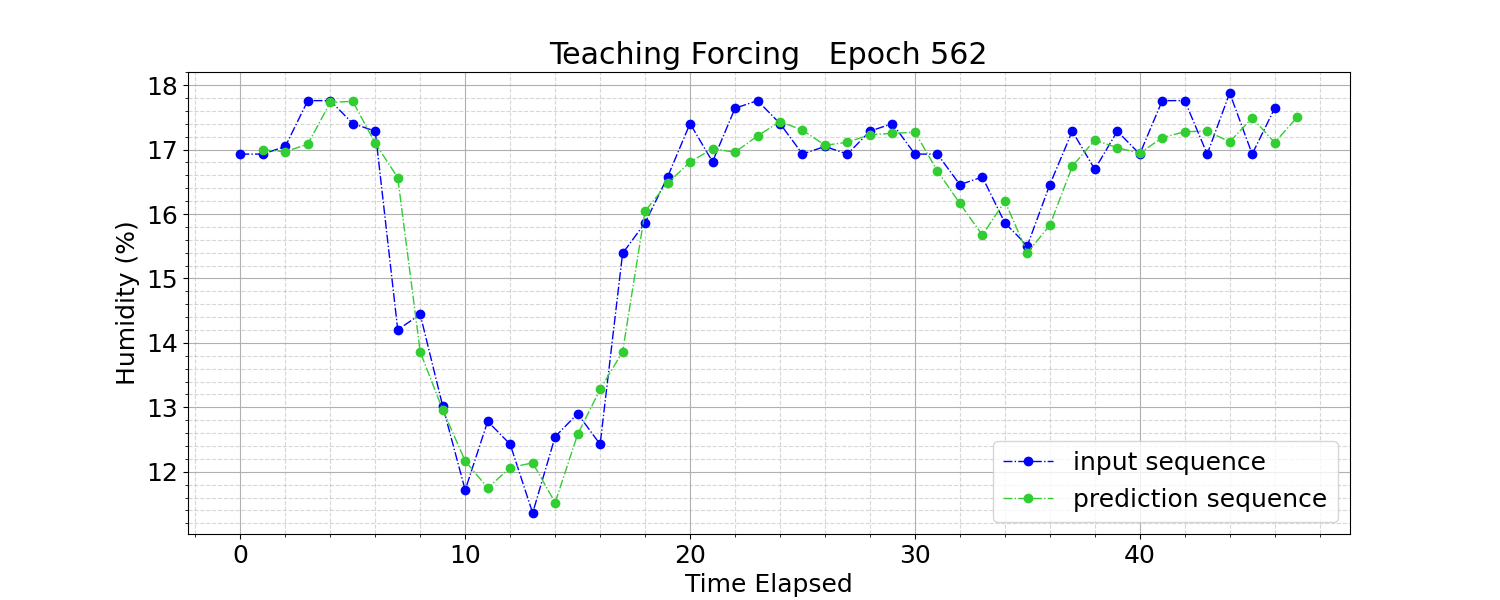 Teaching Forcing   Epoch 562
Humidity (%)
18
17
16
15
14
13
12
0 10 20 30 40
Time Elapsed
input sequence
prediction sequence